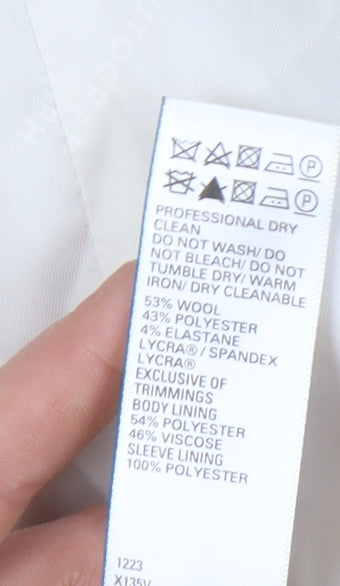 AUTOGRAPH
P
P
PROFESSIONAL DRY
CLEAN
DO NOT WASH/ DO
NOT BLEACH/ DO NOT
TUMBLE DRY/ WARM
IRON/ DRY CLEANABLE
53% WOOL
43% POLYESTER
4% ELASTANE
LYCRA® / SPANDEX
LYCRA®
EXCLUSIVE OF
TRIMMINGS
BODY LINING
54% POLYESTER
46% VISCOSE
SLEEVE LINING
100% POLYESTER
1223
X135V